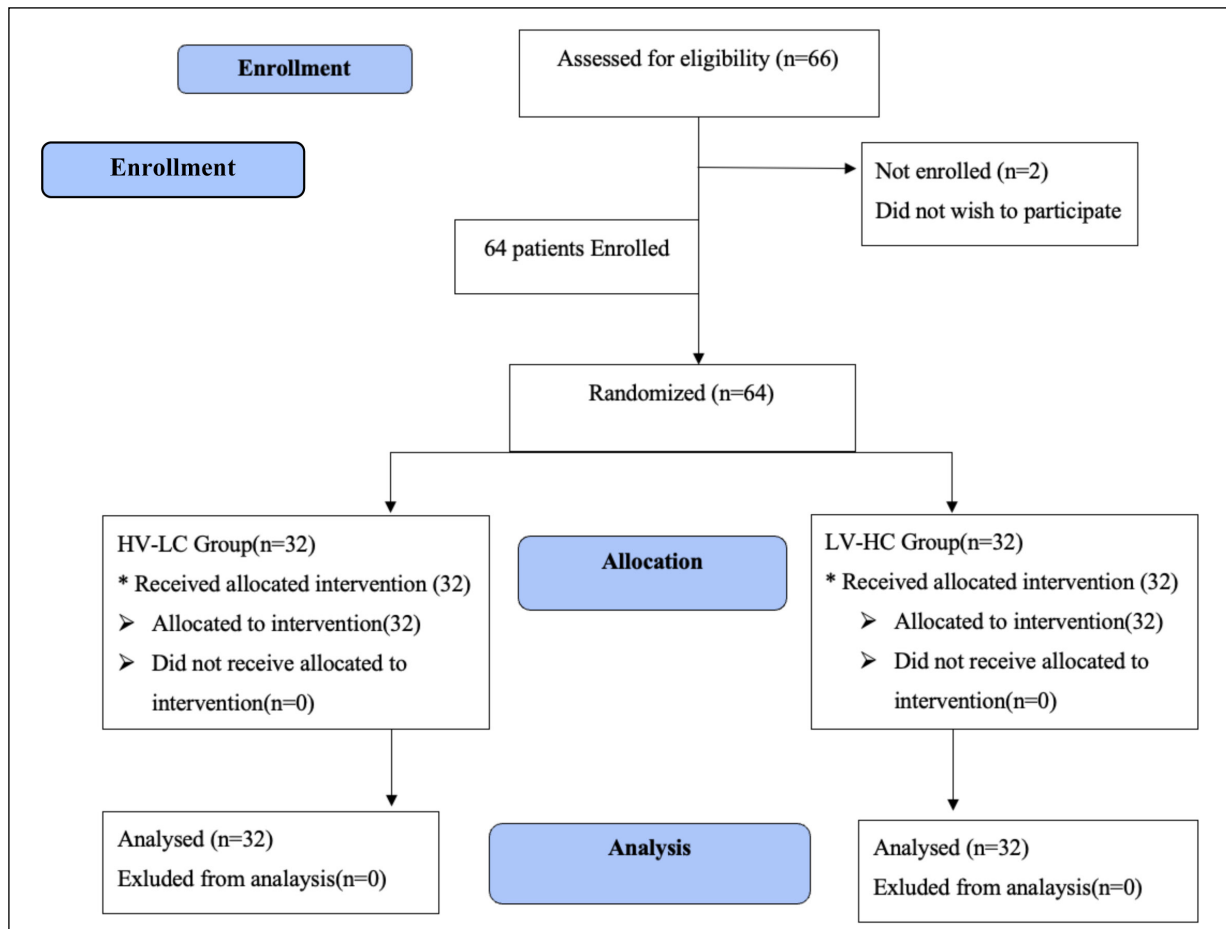 Enrollment
Assessed for eligibility (n=66)
Enrollment
Not enrolled (n=2)
Did not wish to participate
64 patients Enrolled
Randomized (n=64)
HV-LC Group(n=32)
* Received allocated intervention (32)
➢ Allocated to intervention(32)
➢ Did not receive allocated to
intervention(n=0)
Allocation
LV-HC Group(n=32)
* Received allocated intervention (32)
➢ Allocated to intervention(32)
➢ Did not receive allocated to
intervention(n=0)
Analysed (n=32)
Exluded from analaysis(n=0)
Analysis
Analysed (n=32)
Exluded from analaysis(n=0)